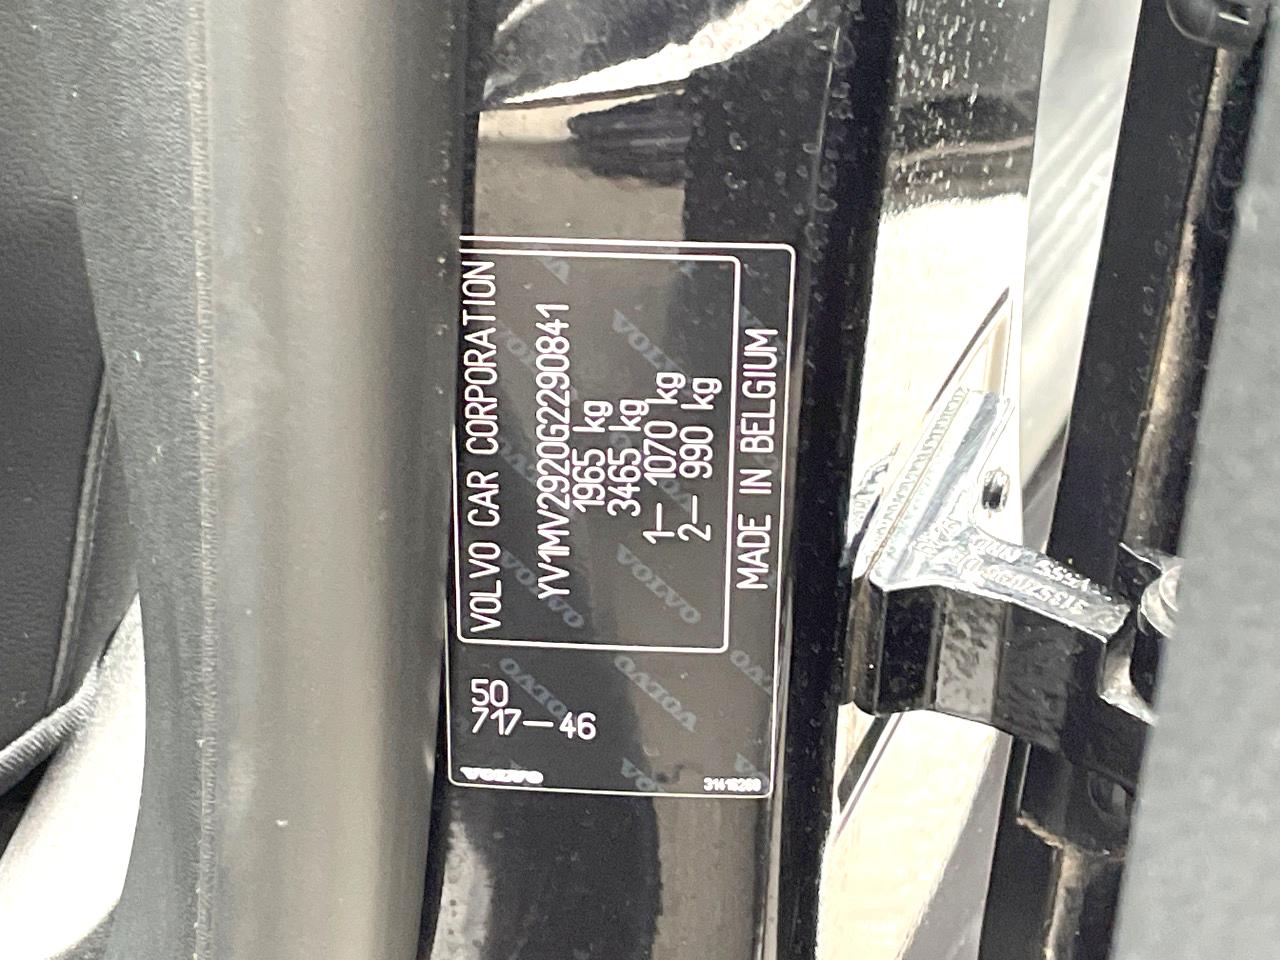 VOLVO CAR CORPORATION
YV1MV2920G2290841
1965 kg
3465 kg
1— 1070 kg
2— 990 kg
MADE IN BELGIUM
50
717—46
VOLVO